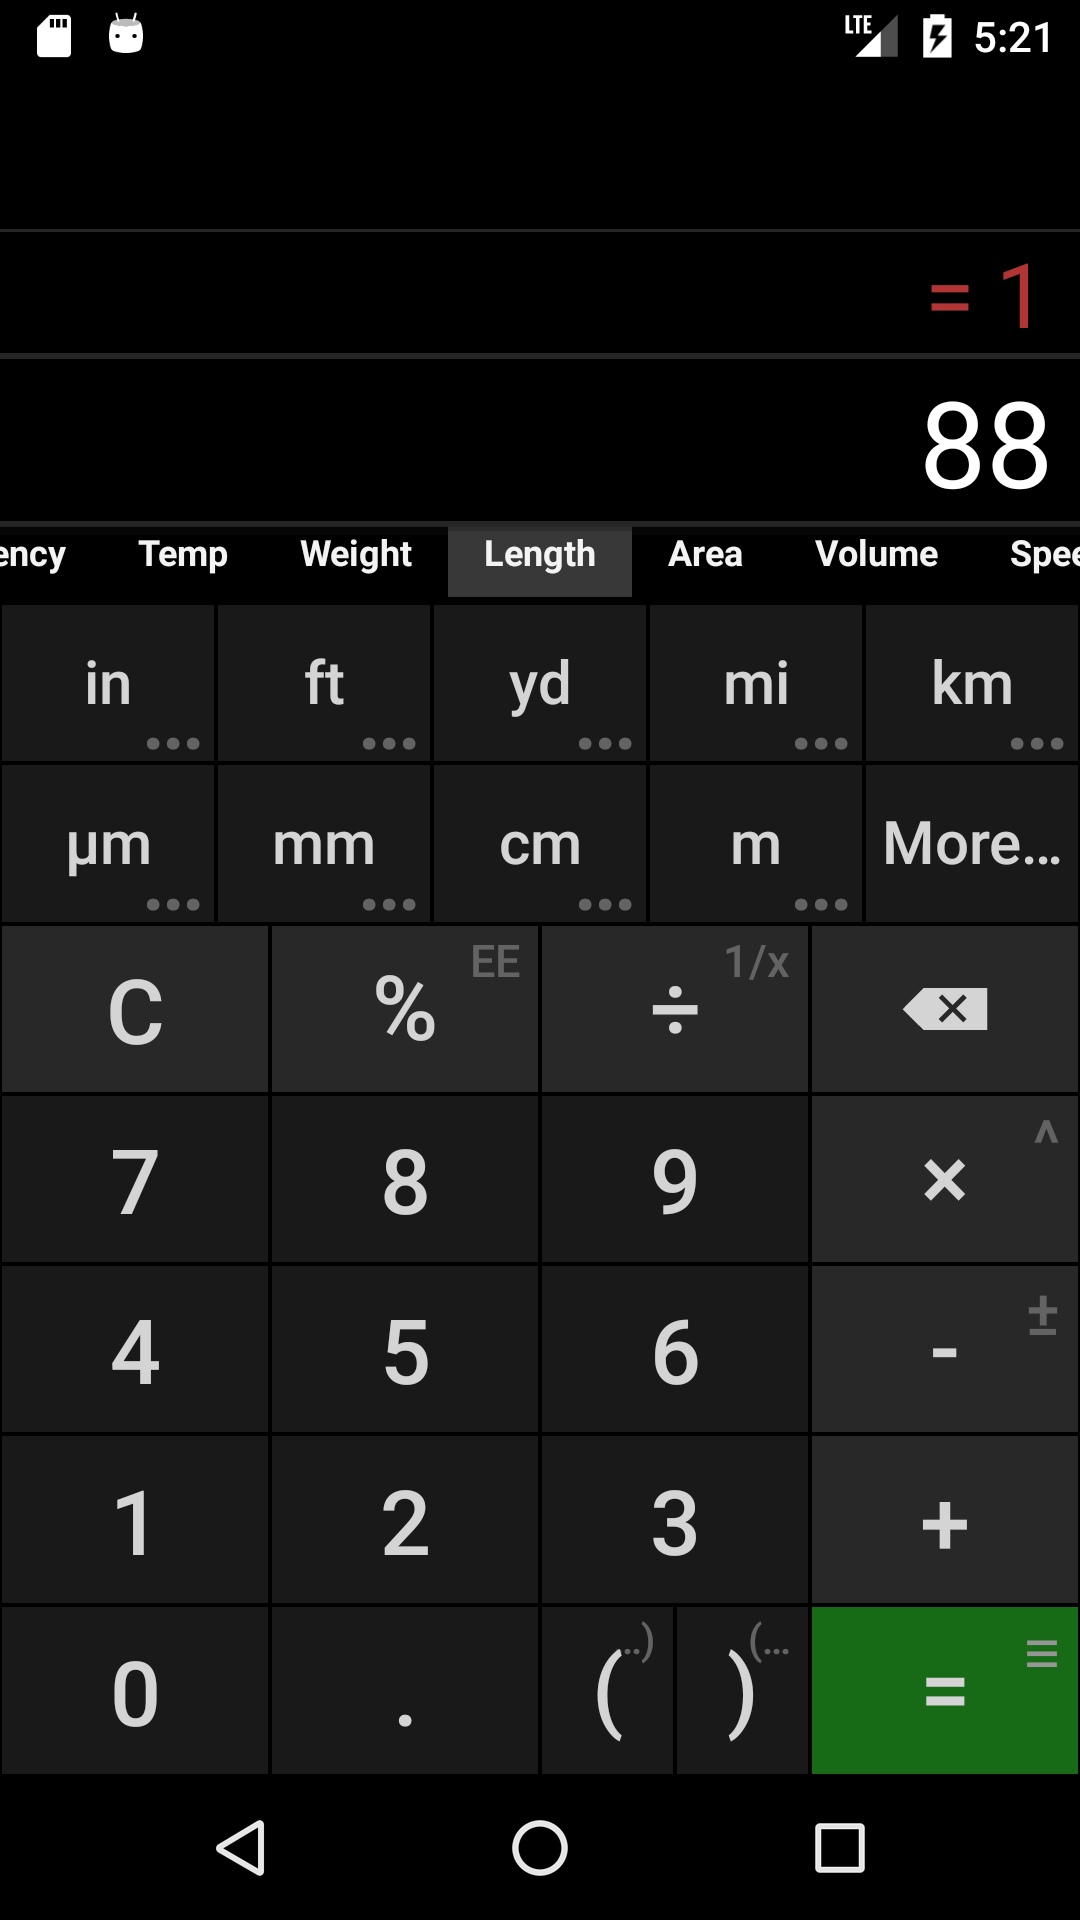 LTE 5:21
= 1
88
ency Temp Weight Length Area Volume Spee
in ft yd mi km
µm mm cm m More...
C % EE ÷ 1/x
7 8 9 × ^
4 5 6 - ±
1 2 3 +
0 . ( ..) ) (... =